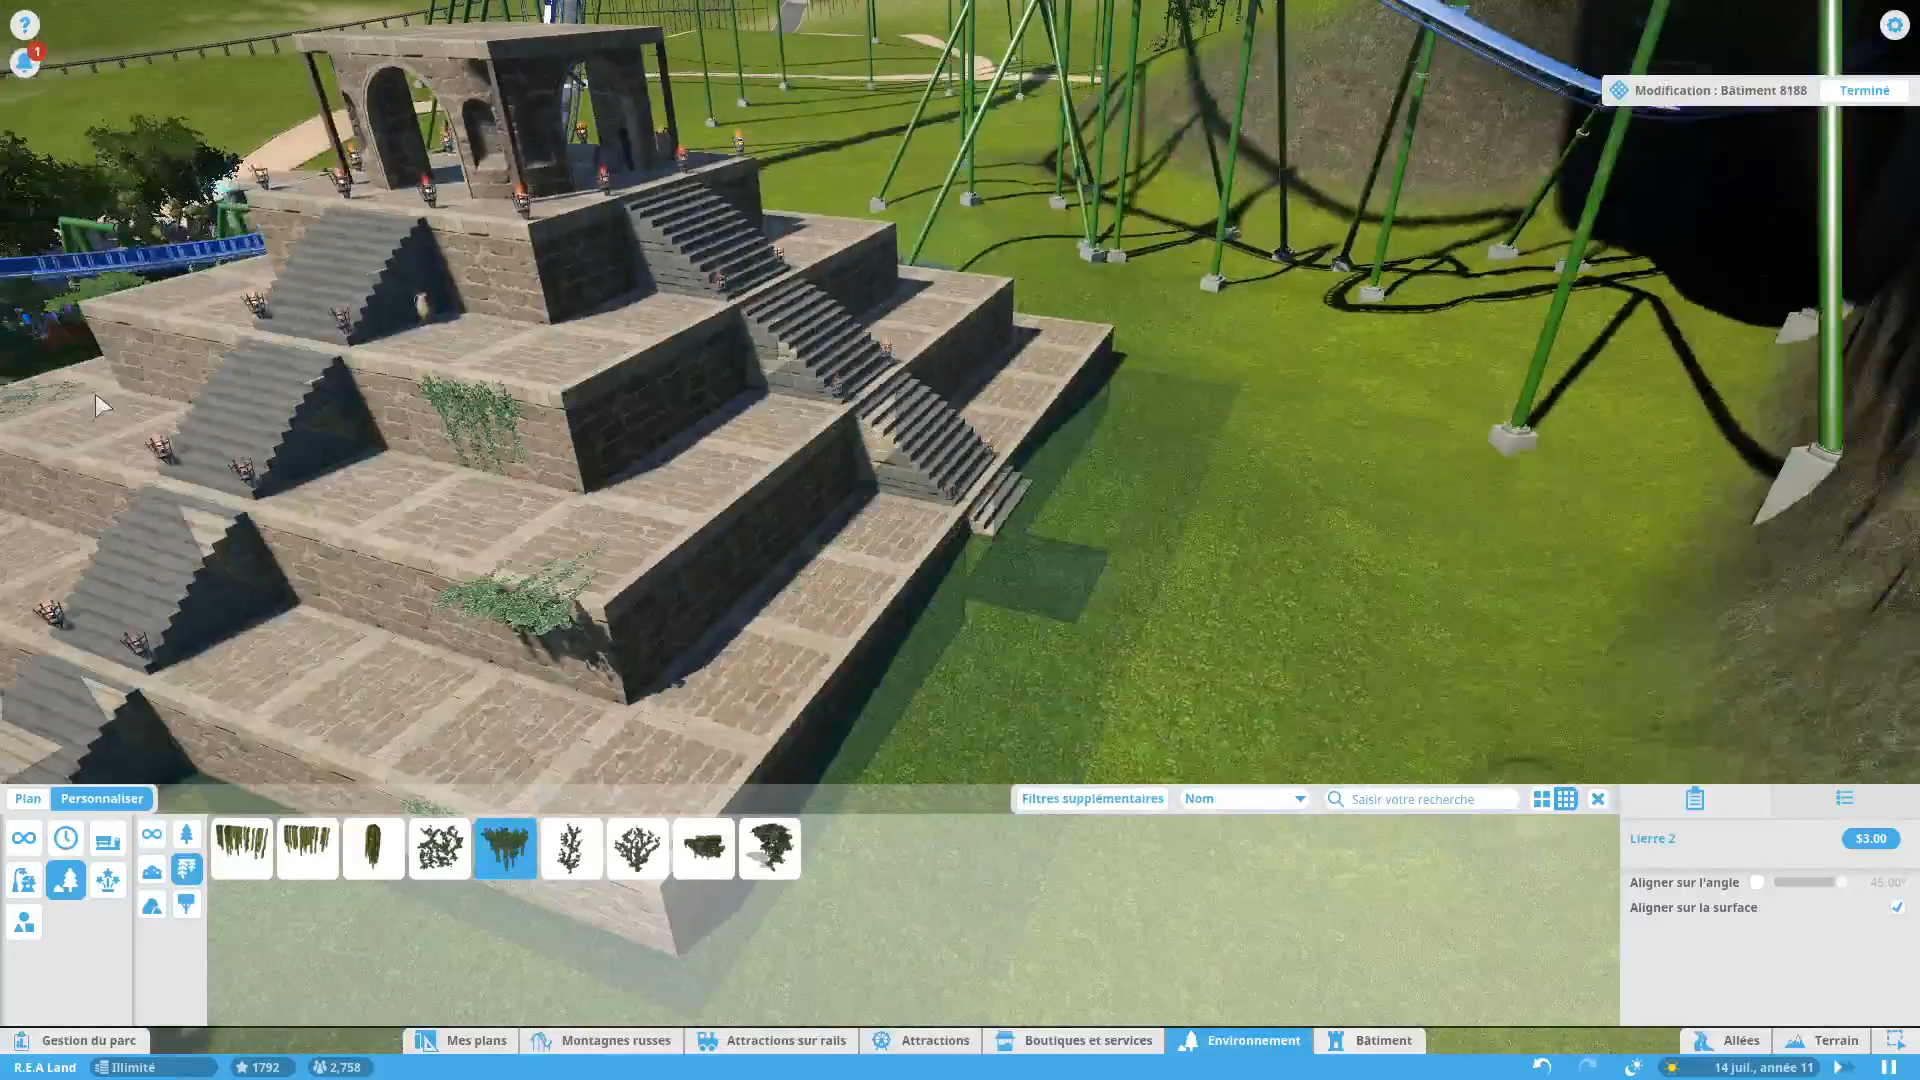 ?
1
Modification : Bâtiment 8188
Terminé
Plan
Personnaliser
Filtres supplémentaires
Nom
Saisir votre recherche
Lierre 2
$3.00
Aligner sur l'angle
45.00°
Aligner sur la surface
Gestion du parc
Mes plans
Montagnes russes
Attractions sur rails
Attractions
Boutiques et services
Environnement
Bâtiment
Allées
Terrain
R.E.A Land
Illimité
1792
2,758
14 juil., année 11